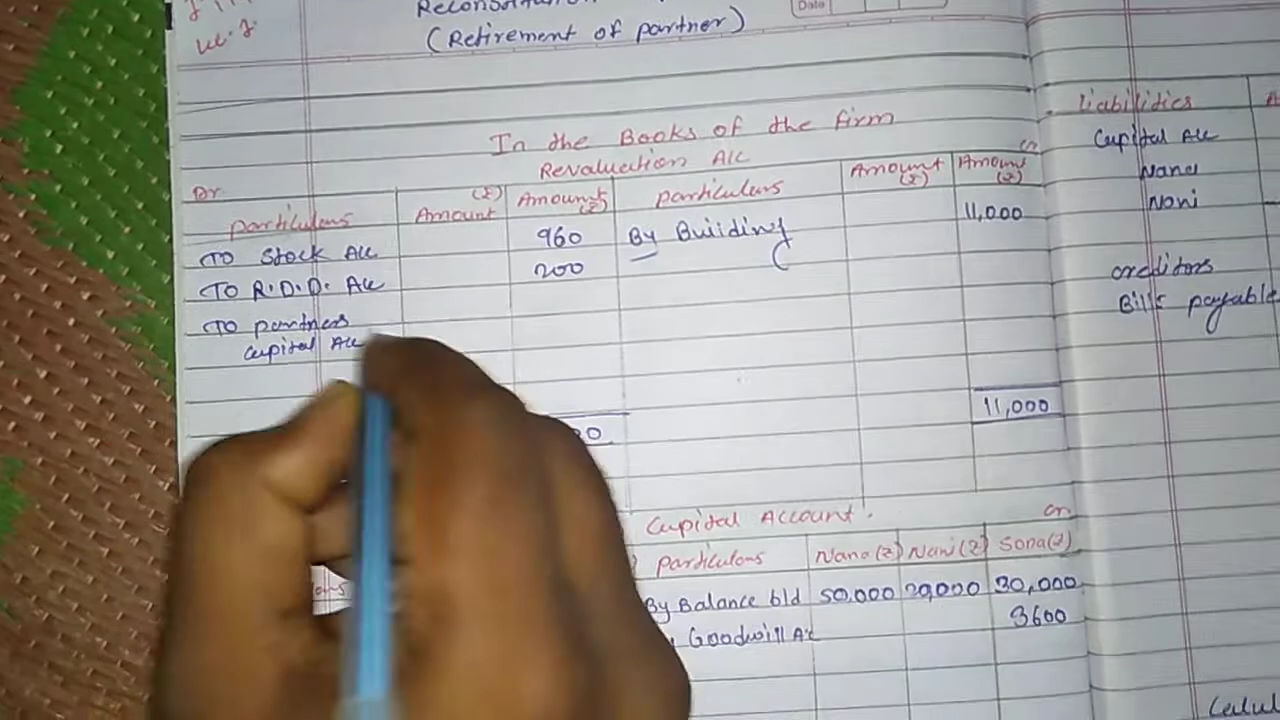 (Retirement of partner)
Date
In the Books of the firm
Revaluation A/c
Dr
cr
particulars Amount (₹) Amount (₹) particulars Amount (₹) Amount (₹)
TO Stock A/c 960 By Building 11,000
TO R.D.D. A/c 200
TO partners
capital A/c
11,000
Capital Account.
cr
particulars Nana(₹) Nani(₹) Sona(₹)
By Balance b/d 50,000 20,000 30,000
Goodwill A/c 3600
liabilities
Capital A/c
Nana
Nani
creditors
Bills payable